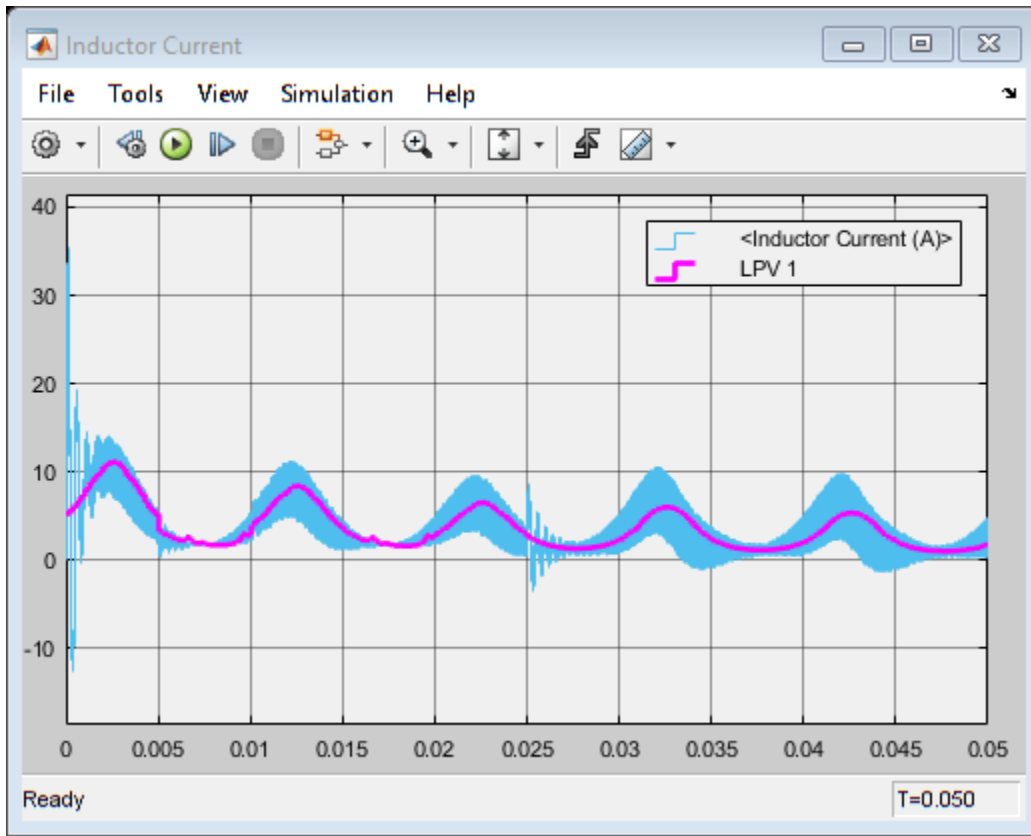 Inductor Current
File Tools View Simulation Help
<Inductor Current (A)>
LPV 1
40
30
20
10
0
-10
0 0.005 0.01 0.015 0.02 0.025 0.03 0.035 0.04 0.045 0.05
Ready T=0.050